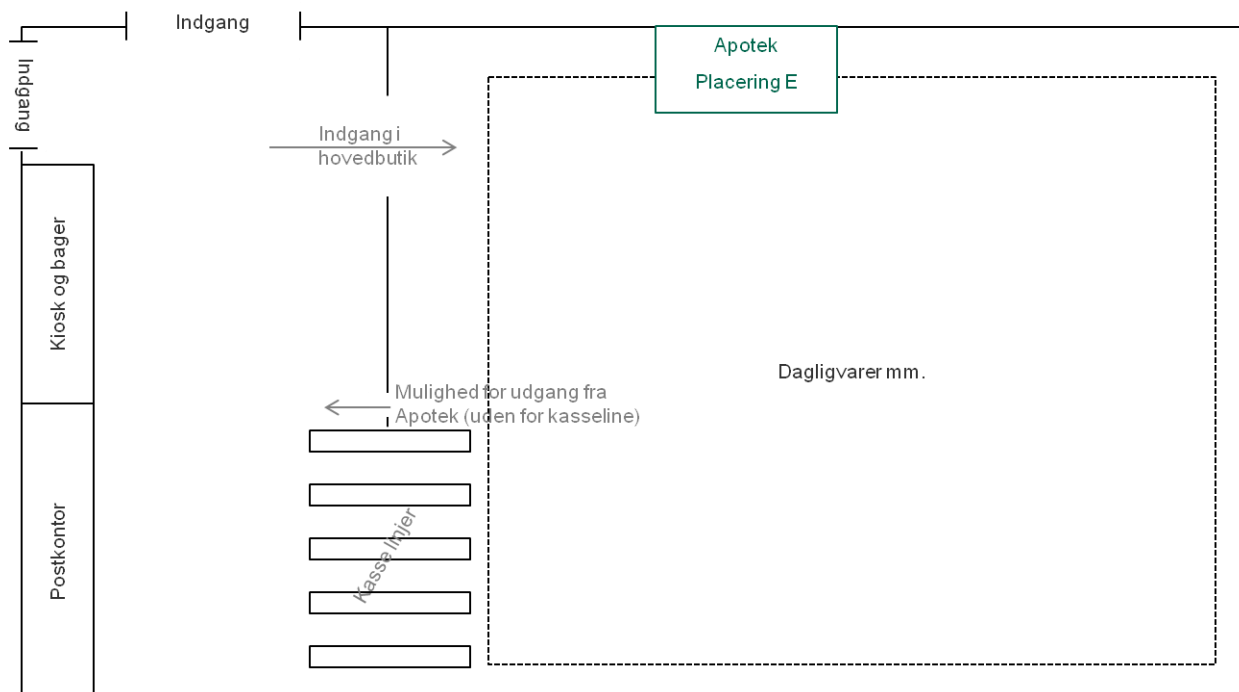 Indgang
Apotek
Placering E
Indgang
Indgang i
hovedbutik
Kiosk og bager
Dagligvarer mm.
Mulighed for udgang fra
Apotek (uden for kasseline)
Postkontor
Kasse linjer